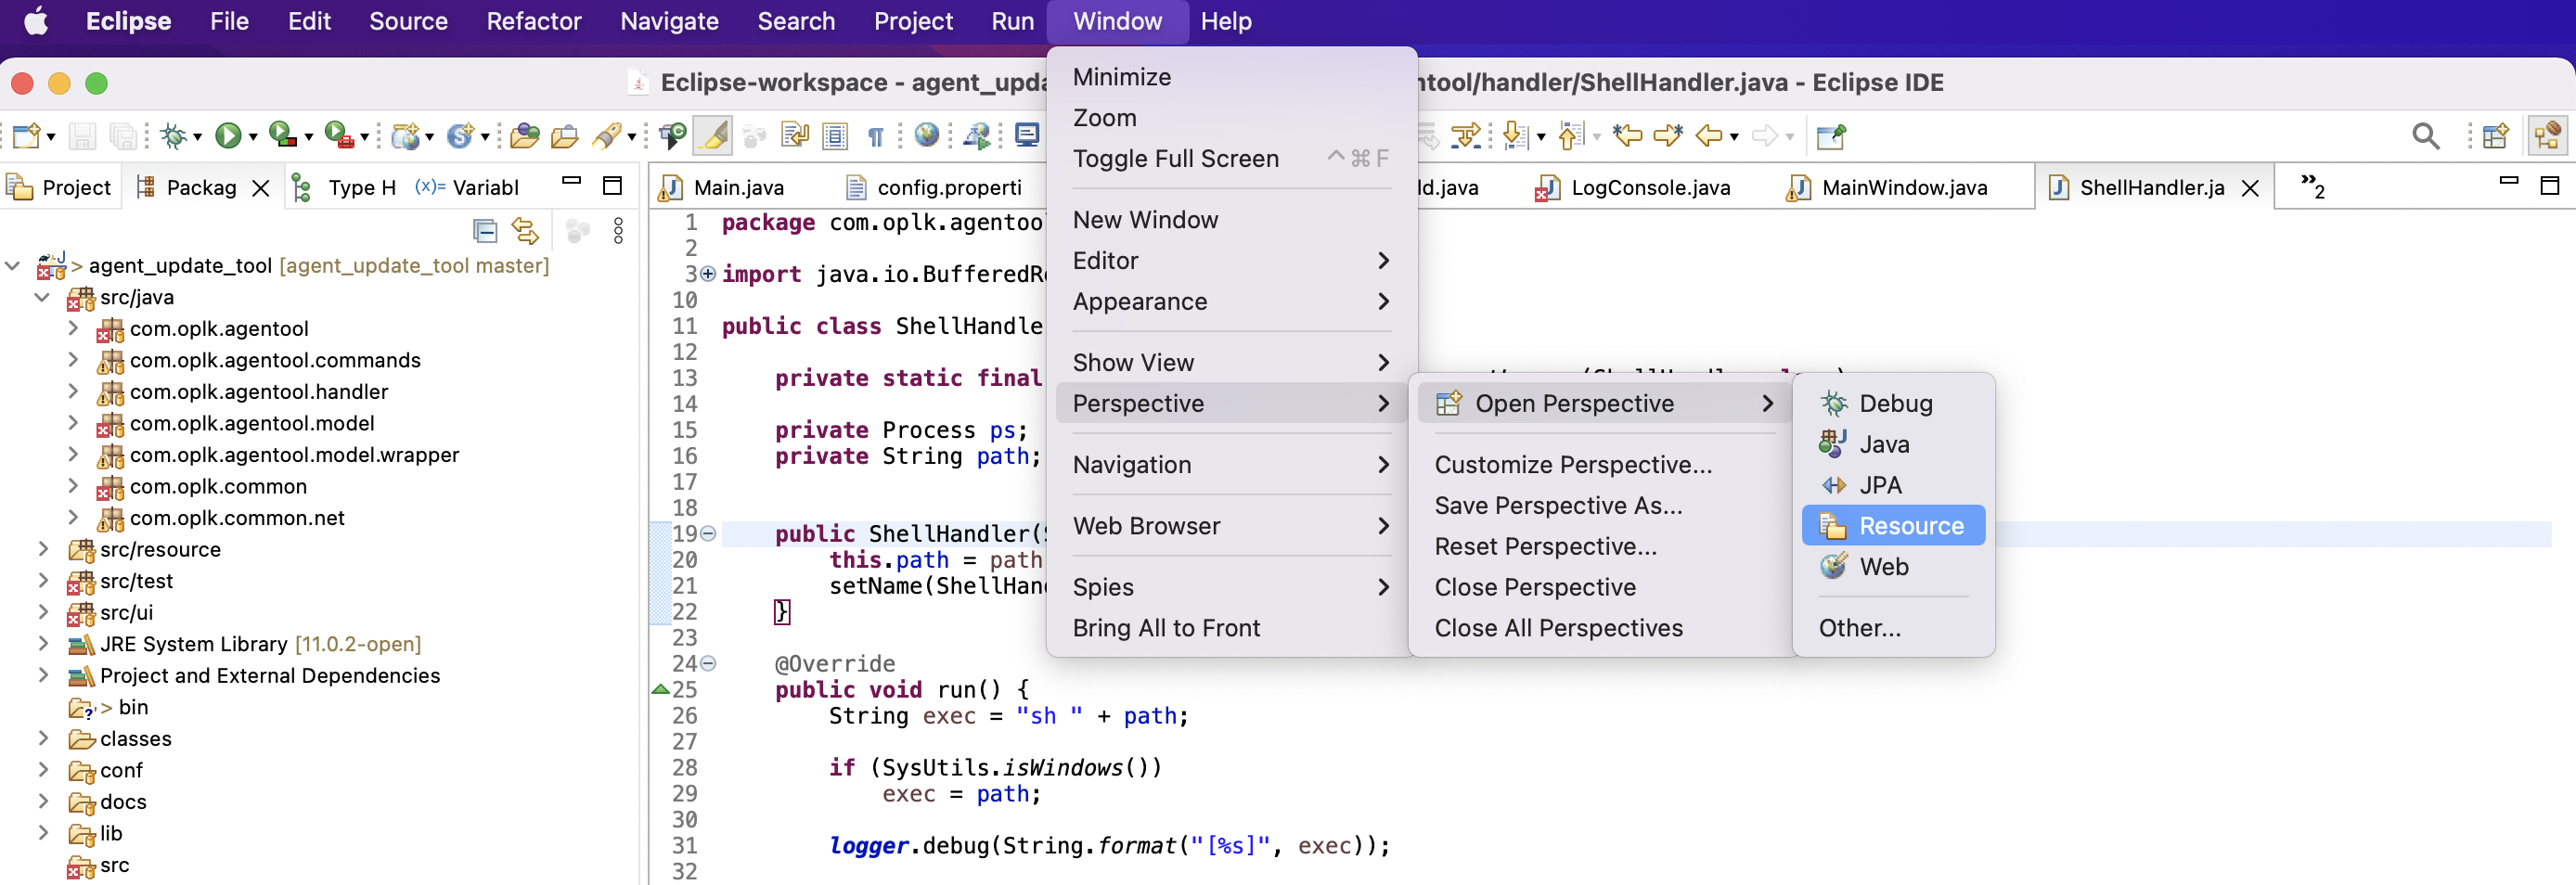 Eclipse File Edit Source Refactor Navigate Search Project Run Window Help
Eclipse-workspace - agent_upda
ntool/handler/ShellHandler.java - Eclipse IDE
Project Packag Type H (x)= Variabl
Main.java config.properti ld.java LogConsole.java MainWindow.java ShellHandler.ja »2
> agent_update_tool [agent_update_tool master]
src/java
com.oplk.agentool
com.oplk.agentool.commands
com.oplk.agentool.handler
com.oplk.agentool.model
com.oplk.agentool.model.wrapper
com.oplk.common
com.oplk.common.net
src/resource
src/test
src/ui
JRE System Library [11.0.2-open]
Project and External Dependencies
> bin
classes
conf
docs
lib
src
1 package com.oplk.agentoo
2
3 import java.io.BufferedRe
10
11 public class ShellHandle
12
13 private static final
14
15 private Process ps;
16 private String path;
17
18
19 public ShellHandler(S
20 this.path = path
21 setName(ShellHand
22 }
23
24 @Override
25 public void run() {
26 String exec = "sh " + path;
27
28 if (SysUtils.isWindows())
29 exec = path;
30
31 logger.debug(String.format("[%s]", exec));
32
Minimize
Zoom
Toggle Full Screen ^⌘F
New Window
Editor
Appearance
Show View
Perspective
Navigation
Web Browser
Spies
Bring All to Front
Open Perspective
Customize Perspective...
Save Perspective As...
Reset Perspective...
Close Perspective
Close All Perspectives
Debug
Java
JPA
Resource
Web
Other...